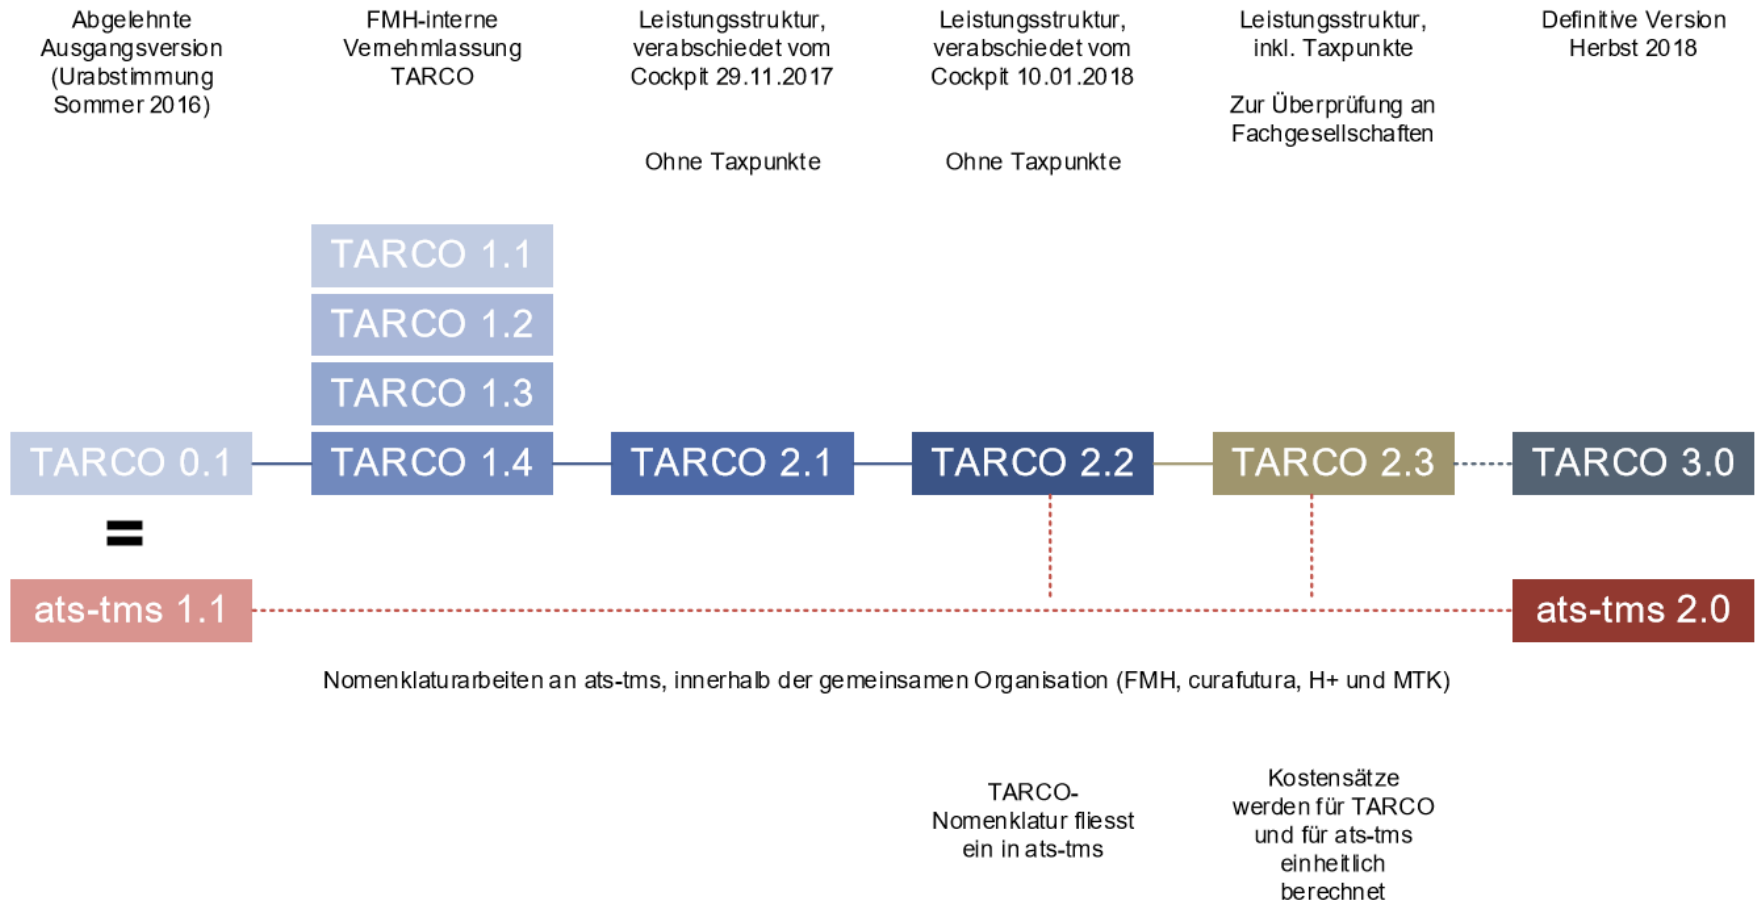 Abgelehnte
Ausgangsversion
(Urabstimmung
Sommer 2016)
FMH-interne
Vernehmlassung
TARCO
Leistungsstruktur,
verabschiedet vom
Cockpit 29.11.2017
Ohne Taxpunkte
Leistungsstruktur,
verabschiedet vom
Cockpit 10.01.2018
Ohne Taxpunkte
Leistungsstruktur,
inkl. Taxpunkte
Zur Überprüfung an
Fachgesellschaften
Definitive Version
Herbst 2018
TARCO 1.1
TARCO 1.2
TARCO 1.3
TARCO 0.1
TARCO 1.4
TARCO 2.1
TARCO 2.2
TARCO 2.3
TARCO 3.0
=
ats-tms 1.1
ats-tms 2.0
Nomenklaturarbeiten an ats-tms, innerhalb der gemeinsamen Organisation (FMH, curafutura, H+ und MTK)
TARCO-
Nomenklatur fliesst
ein in ats-tms
Kostensätze
werden für TARCO
und für ats-tms
einheitlich
berechnet